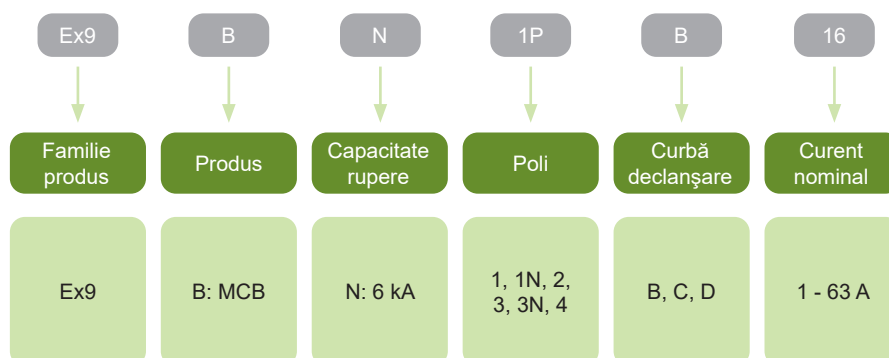 Ex9
B
N
1P
B
16
Familie
produs
Produs
Capacitate
rupere
Poli
Curbă
declanşare
Curent
nominal
Ex9
B: MCB
N: 6 kA
1, 1N, 2,
3, 3N, 4
B, C, D
1 - 63 A